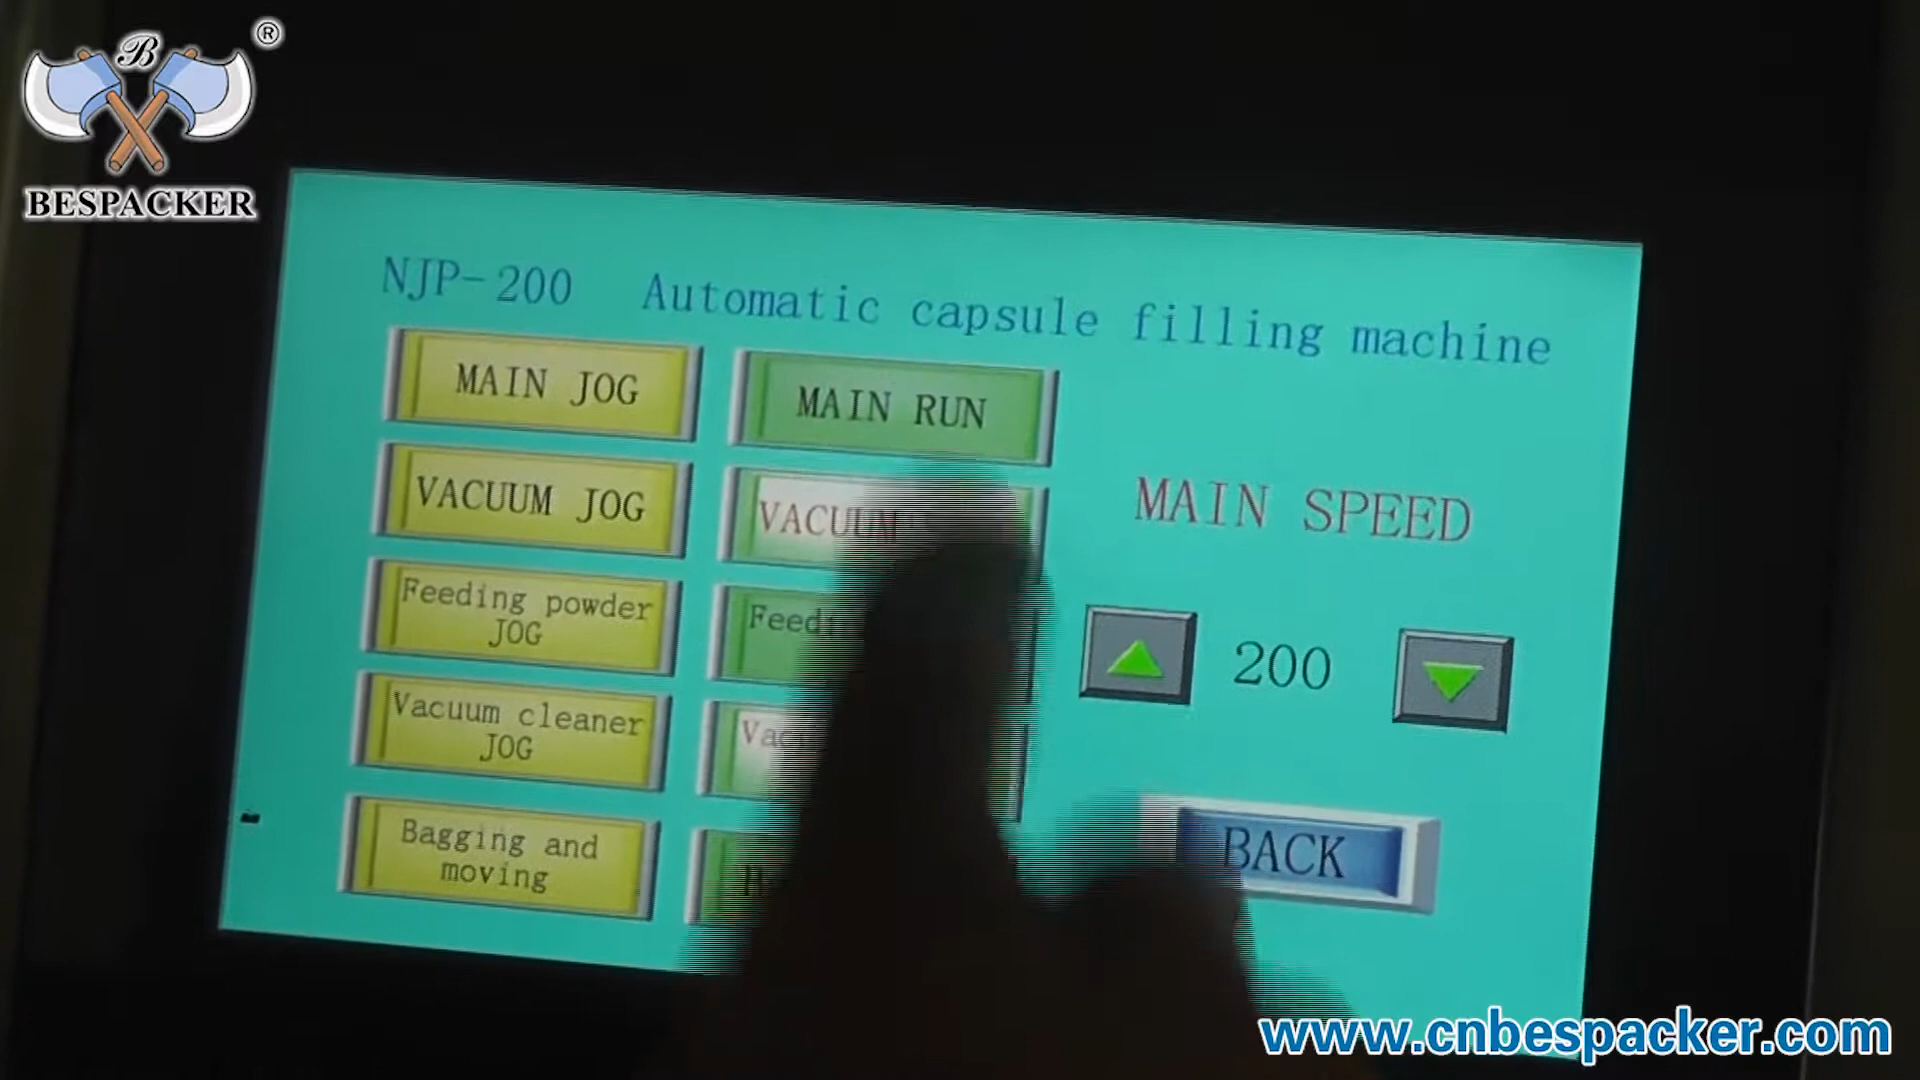 B
®
BESPACKER
NJP-200 Automatic capsule filling machine
MAIN JOG
MAIN RUN
VACUUM JOG
VACUUM
MAIN SPEED
Feeding powder
JOG
Vacuum cleaner
JOG
200
Bagging and
moving
BACK
www.cnbespacker.com